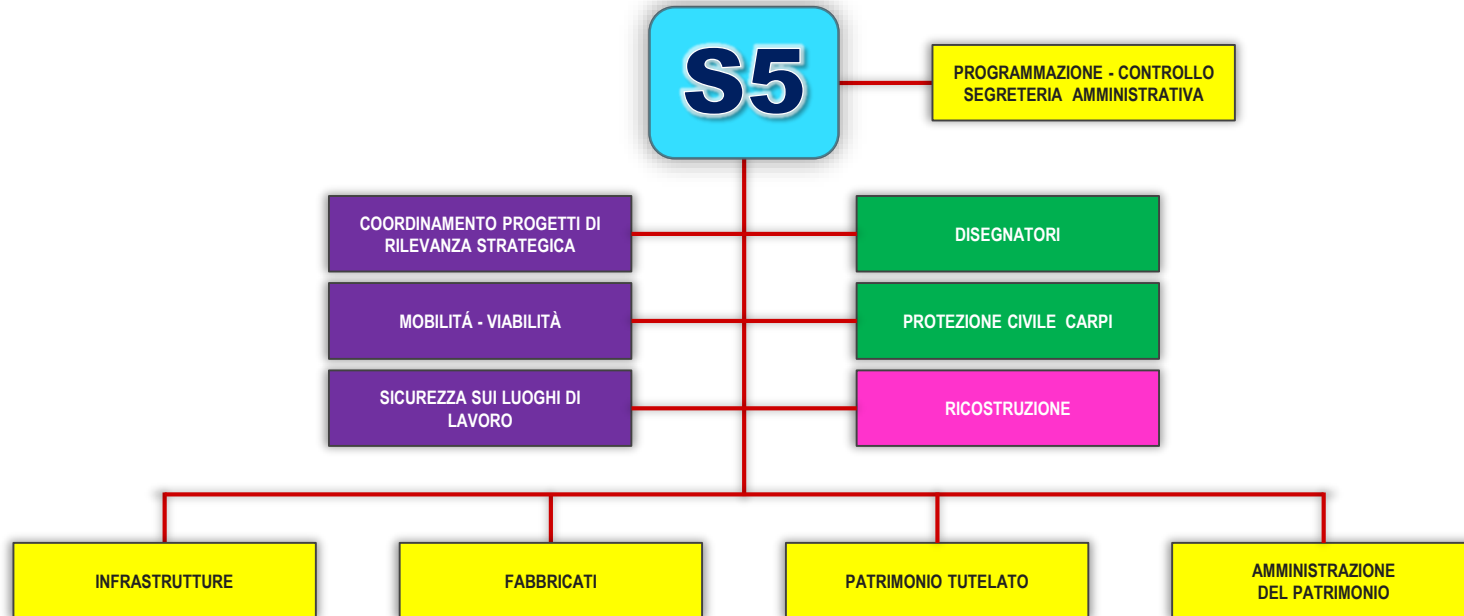 S5
PROGRAMMAZIONE - CONTROLLO
SEGRETERIA AMMINISTRATIVA
COORDINAMENTO PROGETTI DI
RILEVANZA STRATEGICA
DISEGNATORI
MOBILITÁ - VIABILITÀ
PROTEZIONE CIVILE CARPI
SICUREZZA SUI LUOGHI DI
LAVORO
RICOSTRUZIONE
INFRASTRUTTURE
FABBRICATI
PATRIMONIO TUTELATO
AMMINISTRAZIONE
DEL PATRIMONIO